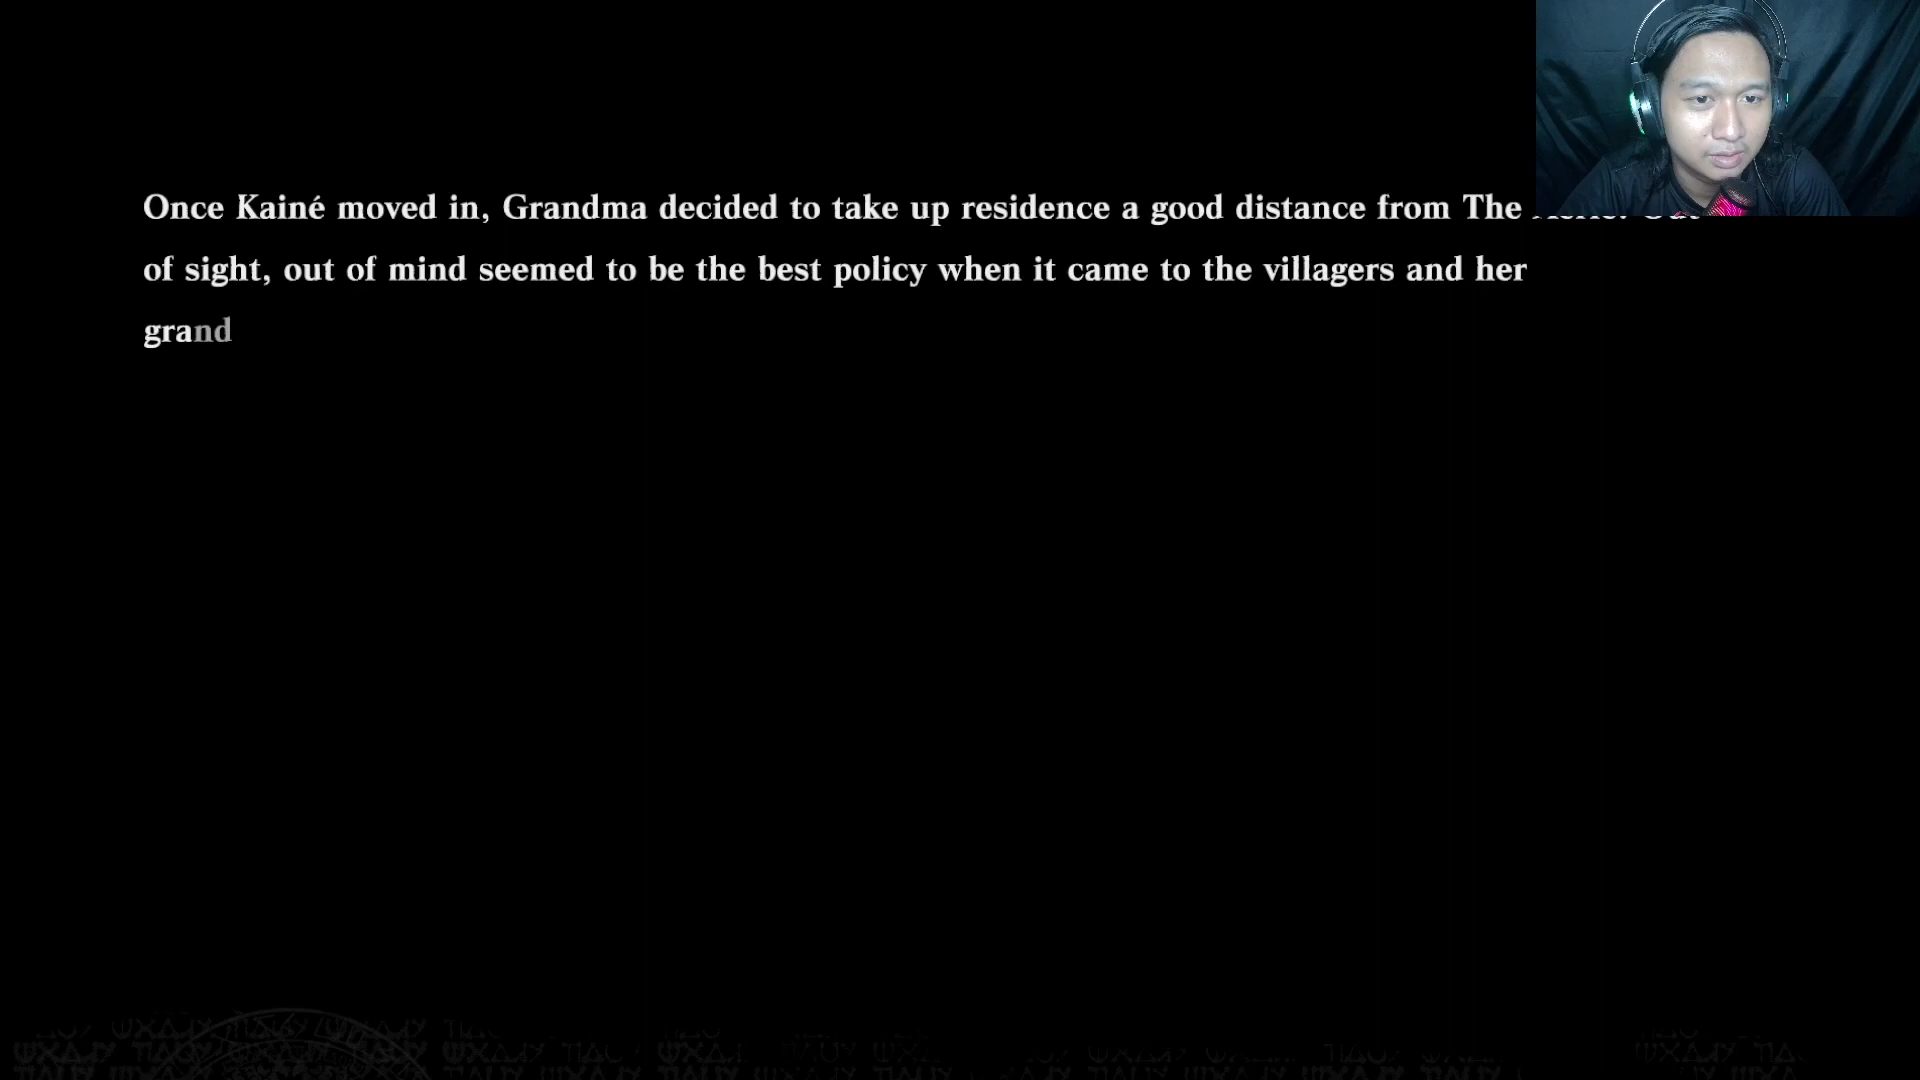 Once Kainé moved in, Grandma decided to take up residence a good distance from The
of sight, out of mind seemed to be the best policy when it came to the villagers and her
grand